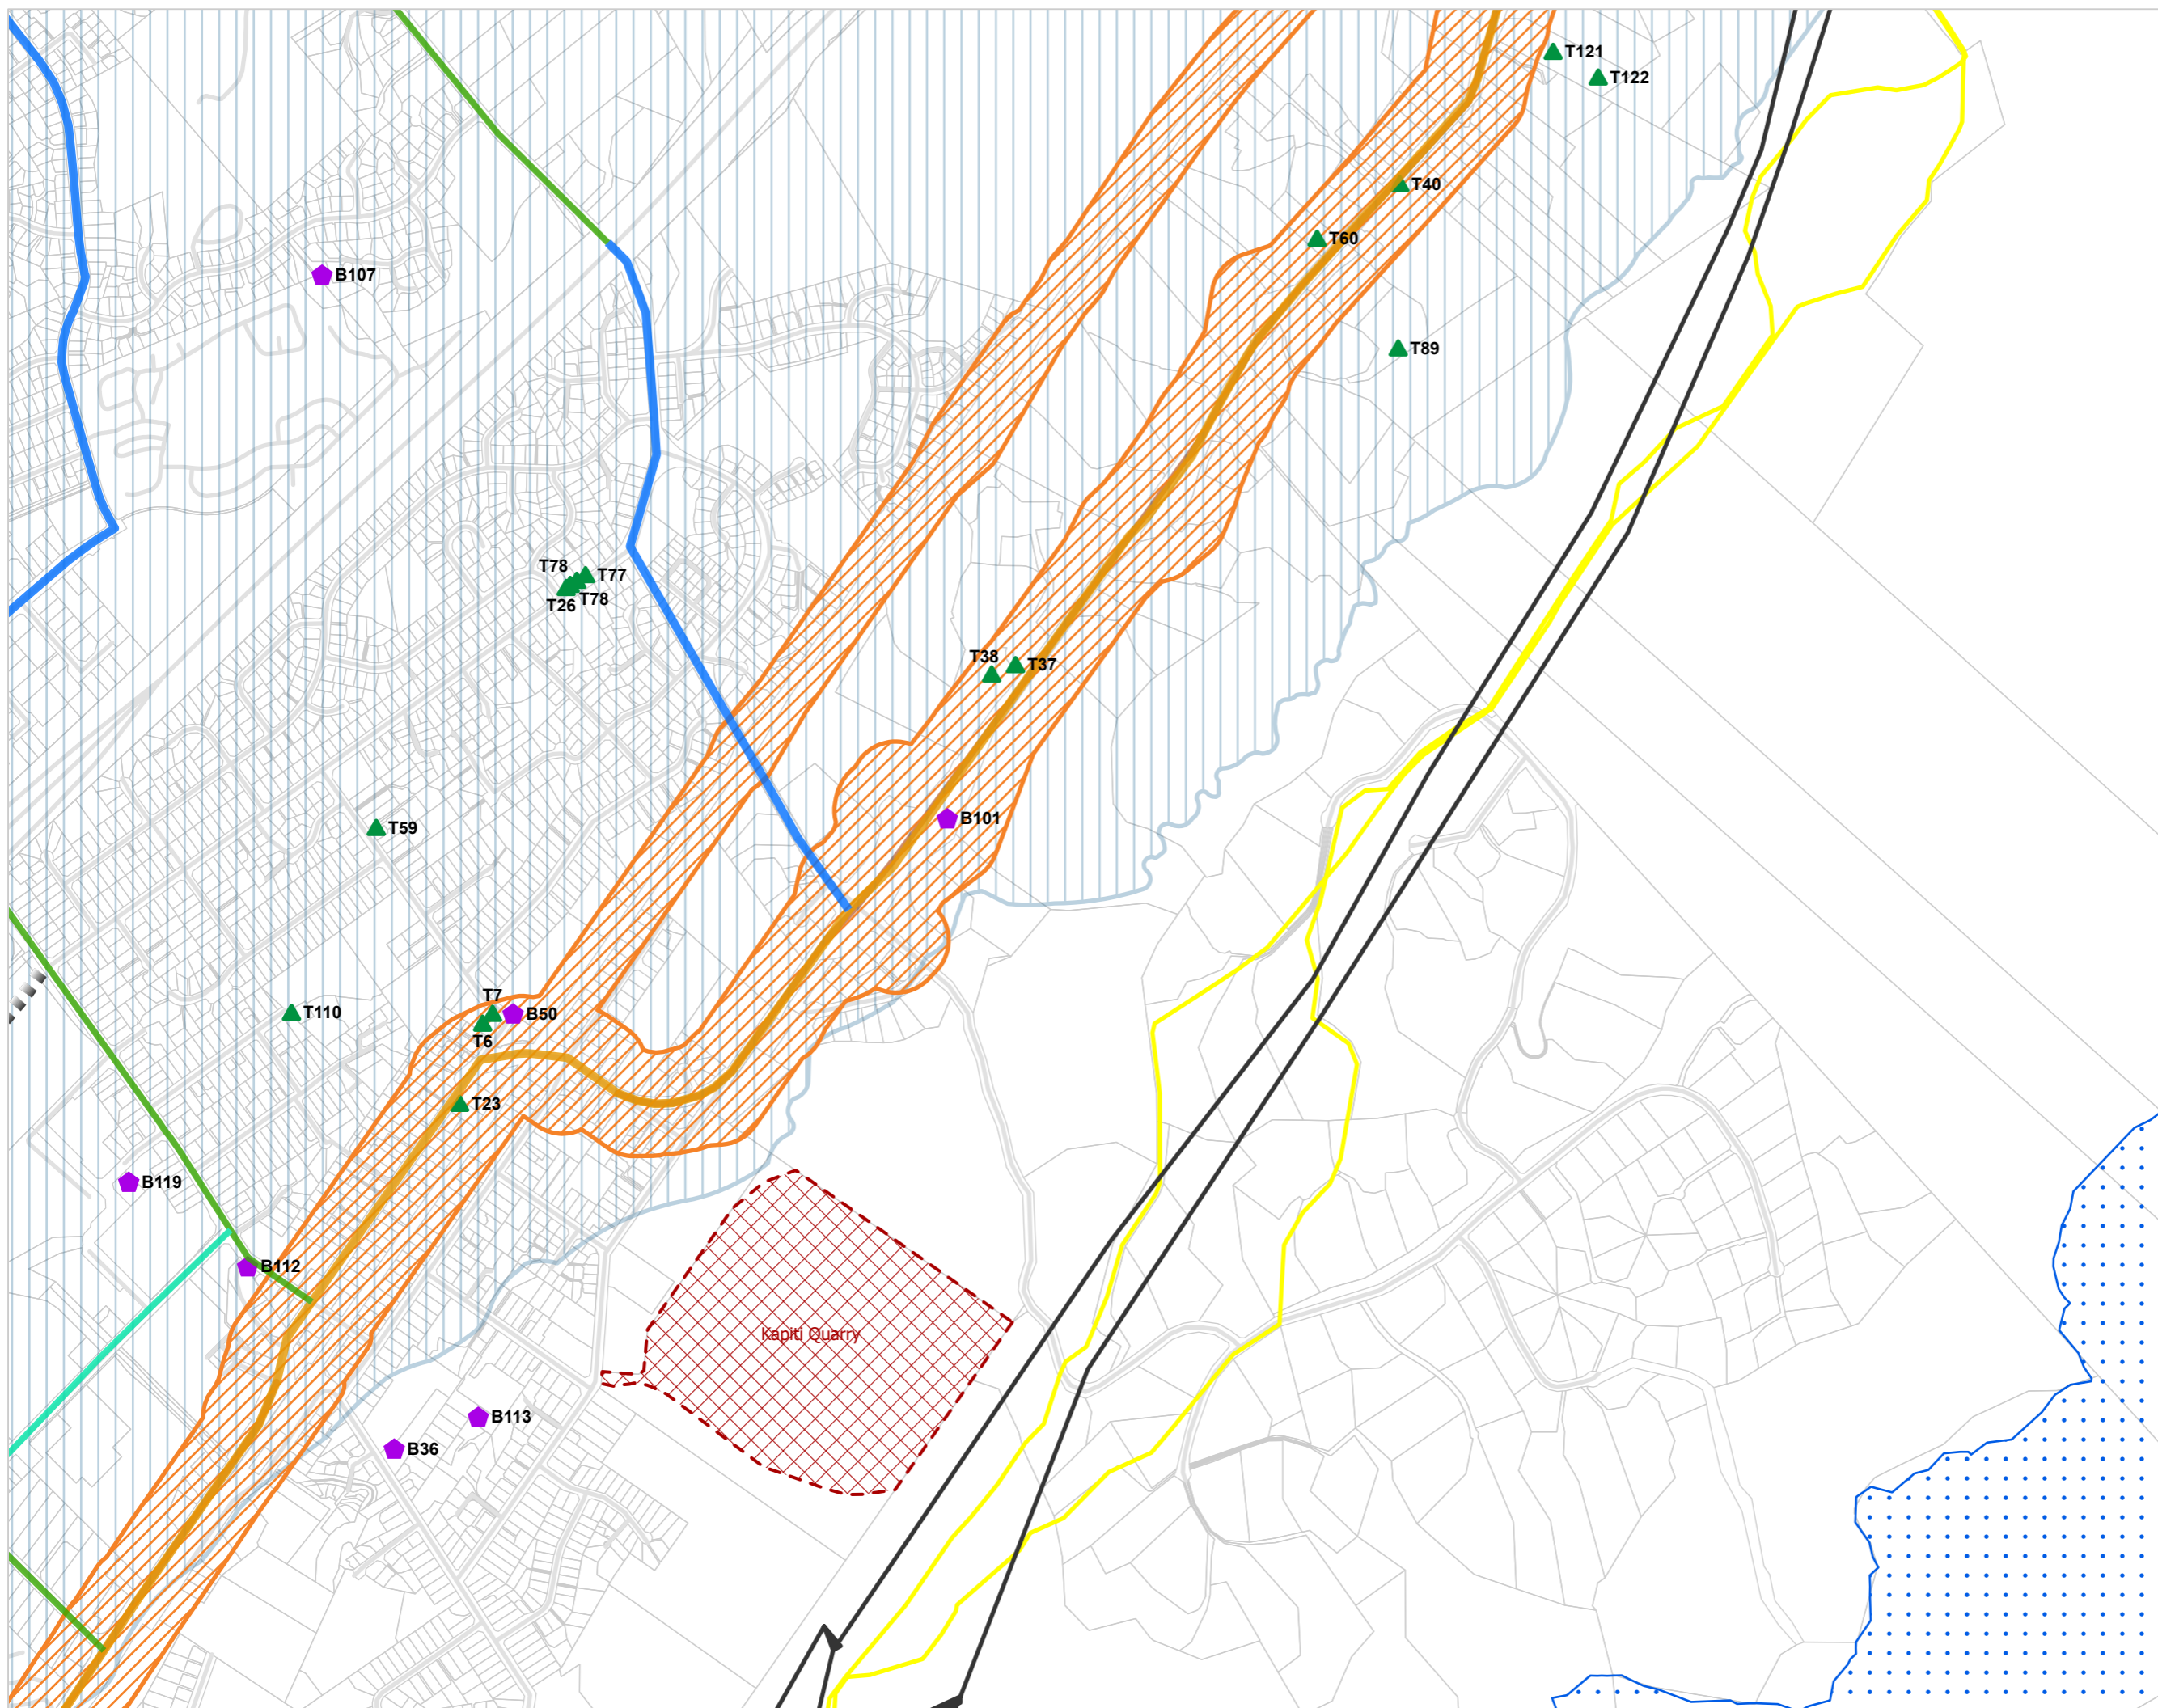 T121
T122
T40
T60
B107
T89
T78
T77
T26
T78
T38
T37
B101
T59
T7
T110
B50
T6
T23
B119
B112
Kapiti Quarry
B113
B36